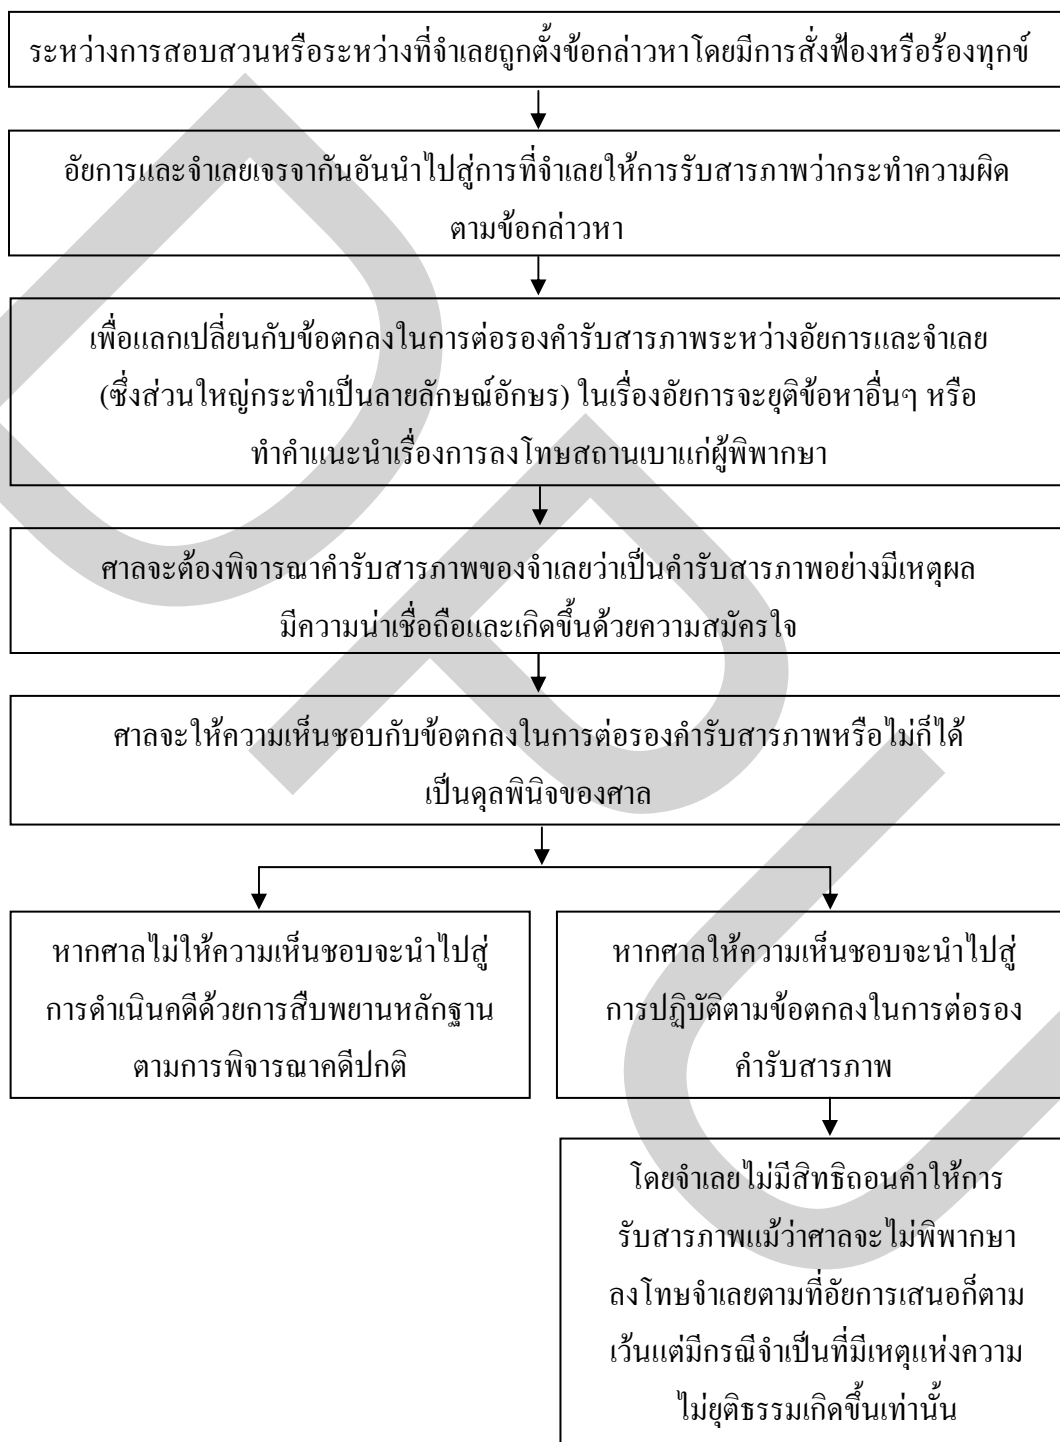 ระหว่างการสอบสวนหรือระหว่างที่จำเลยถูกตั้งข้อกล่าวหาโดยมีการสั่งฟ้องหรือร้องทุกข์
อัยการและจำเลยเจรจากันอันนำไปสู่การที่จำเลยให้การรับสารภาพว่ากระทำความผิด
ตามข้อกล่าวหา
เพื่อแลกเปลี่ยนกับข้อตกลงในการต่อรองคำรับสารภาพระหว่างอัยการและจำเลย
(ซึ่งส่วนใหญ่กระทำเป็นลายลักษณ์อักษร) ในเรื่องอัยการจะยุติข้อหาอื่นๆ หรือ
ทำคำแนะนำเรื่องการลงโทษสถานเบาแก่ผู้พิพากษา
ศาลจะต้องพิจารณาคำรับสารภาพของจำเลยว่าเป็นคำรับสารภาพอย่างมีเหตุผล
มีความน่าเชื่อถือและเกิดขึ้นด้วยความสมัครใจ
ศาลจะให้ความเห็นชอบกับข้อตกลงในการต่อรองคำรับสารภาพหรือไม่ก็ได้
เป็นดุลพินิจของศาล
หากศาลไม่ให้ความเห็นชอบจะนำไปสู่
การดำเนินคดีด้วยการสืบพยานหลักฐาน
ตามการพิจารณาคดีปกติ
หากศาลให้ความเห็นชอบจะนำไปสู่
การปฏิบัติตามข้อตกลงในการต่อรอง
คำรับสารภาพ
โดยจำเลยไม่มีสิทธิถอนคำให้การ
รับสารภาพแม้ว่าศาลจะไม่พิพากษา
ลงโทษจำเลยตามที่อัยการเสนอก็ตาม
เว้นแต่มีกรณีจำเป็นที่มีเหตุแห่งความ
ไม่ยุติธรรมเกิดขึ้นเท่านั้น
DPU